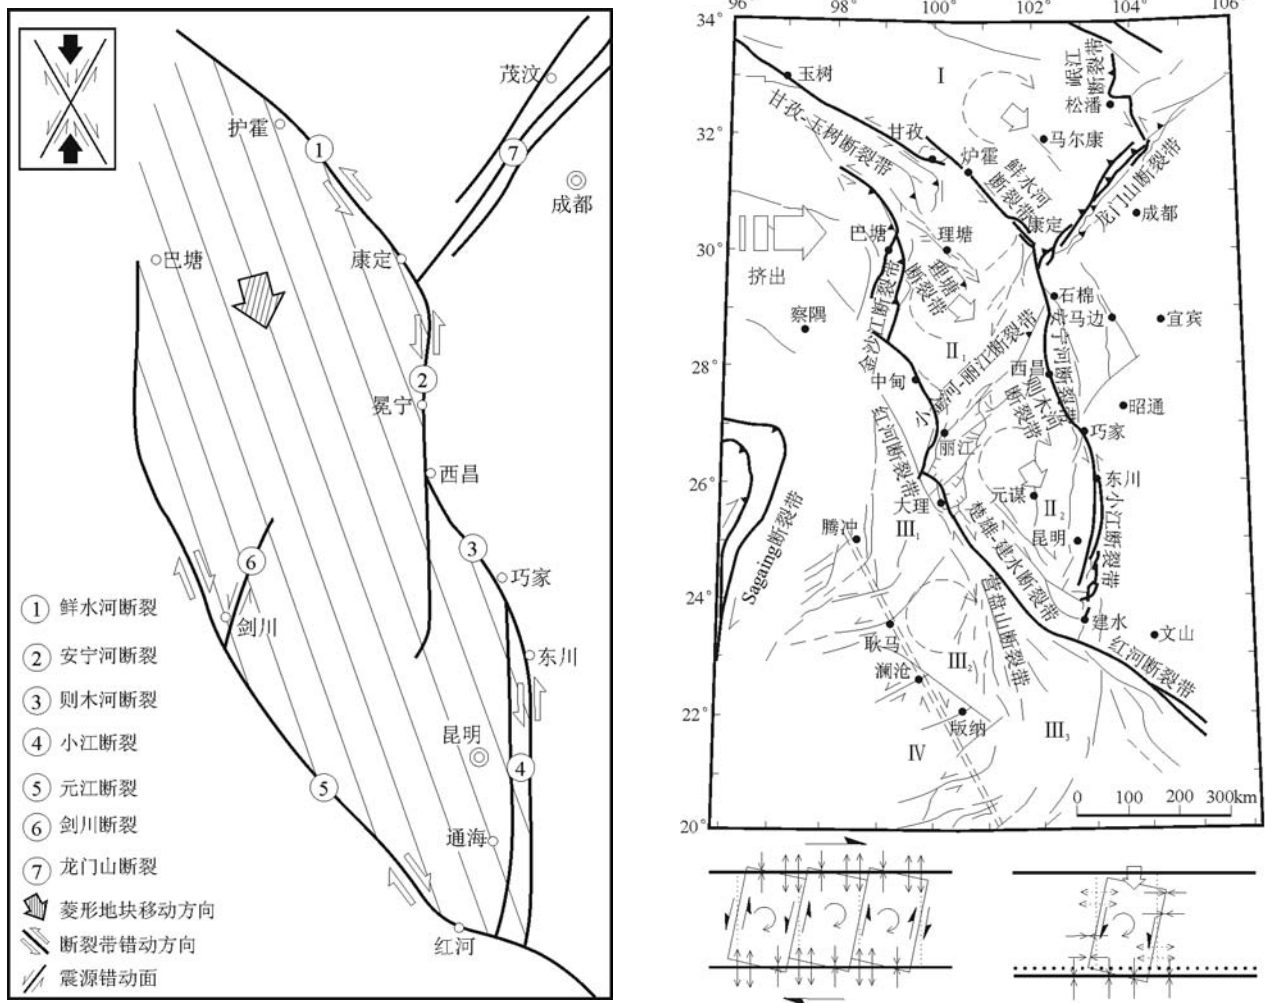 茂汶
护霍
①
⑦
成都
巴塘
康定
②
冕宁
西昌
③
⑥
巧家
① 鲜水河断裂
剑川
② 安宁河断裂
东川
③ 则木河断裂
昆明
④ 小江断裂
④
⑤ 元江断裂
⑤
⑥ 剑川断裂
通海
⑦ 龙门山断裂
菱形地块移动方向
断裂带错动方向
红河
震源错动面
96°
98°
100°
102°
104°
106°
34°
32°
30°
28°
26°
24°
22°
20°
玉树
I
岷江断裂带
松潘
甘孜-玉树断裂带
甘孜
马尔康
炉霍
鲜水河断裂带
龙门山断裂带
成都
康定
巴塘
理塘
理塘断裂带
挤出
金沙江断裂带
察隅
石棉
马边
宜宾
II₁
小金河-丽江断裂带
安宁河断裂带
中甸
西昌
则木河断裂带
昭通
红河断裂带
丽江
巧家
东川
元谋
II₂
大理
小江断裂带
Sagaing断裂带
腾冲
III₁
楚雄-建水断裂带
昆明
营盘山断裂带
建水
文山
耿马
III₂
红河断裂带
澜沧
版纳
III₃
IV
0 100 200 300km